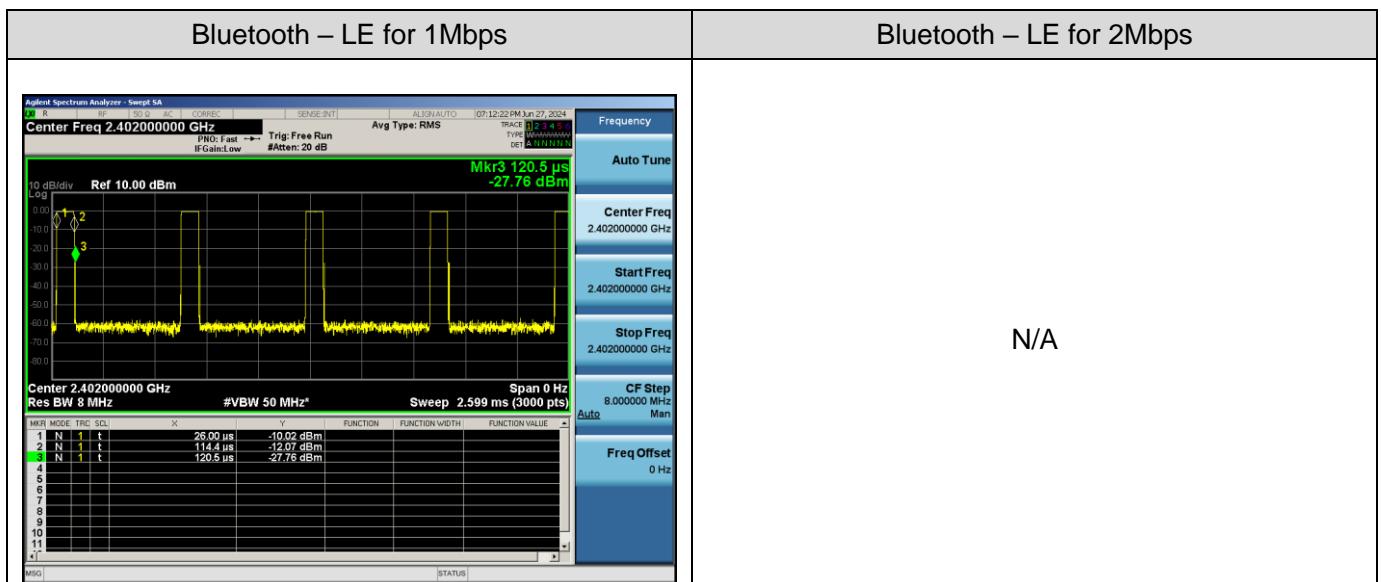 Bluetooth – LE for 1Mbps
Bluetooth – LE for 2Mbps
Agilent Spectrum Analyzer - Swept SA
R RF 50 Ω AC CORREC SENSE:INT ALIGN AUTO 07:12:22 PM Jun 27, 2024
Center Freq 2.402000000 GHz
PNO: Fast
IFGain:Low
Trig: Free Run
#Atten: 20 dB
Avg Type: RMS
TRACE 1 2 3 4 5 6
TYPE
DET A N N N N N
Mkr3 120.5 µs
-27.76 dBm
10 dB/div Ref 10.00 dBm
Log
0.00
-10.0
-20.0
-30.0
-40.0
-50.0
-60.0
-70.0
-80.0
1
2
3
Center 2.402000000 GHz Span 0 Hz
Res BW 8 MHz #VBW 50 MHz* Sweep 2.599 ms (3000 pts)
MKR MODE TRC SCL X Y FUNCTION FUNCTION WIDTH FUNCTION VALUE
1 N 1 t 26.00 µs -10.02 dBm
2 N 1 t 114.4 µs -12.07 dBm
3 N 1 t 120.5 µs -27.76 dBm
4
5
6
7
8
9
10
11
MSG STATUS
Frequency
Auto Tune
Center Freq
2.402000000 GHz
Start Freq
2.402000000 GHz
Stop Freq
2.402000000 GHz
CF Step
8.000000 MHz
Auto Man
Freq Offset
0 Hz
N/A